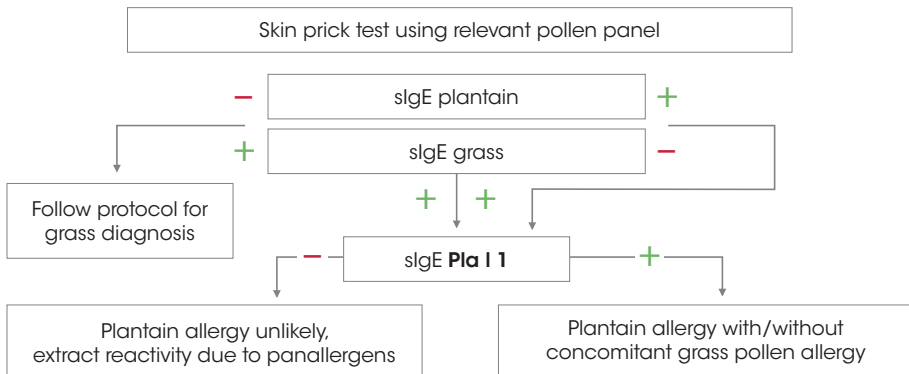 Skin prick test using relevant pollen panel
− sIgE plantain +
+ sIgE grass −
+ +
Follow protocol for
grass diagnosis
− sIgE Pla l 1 +
Plantain allergy unlikely,
extract reactivity due to panallergens
Plantain allergy with/without
concomitant grass pollen allergy